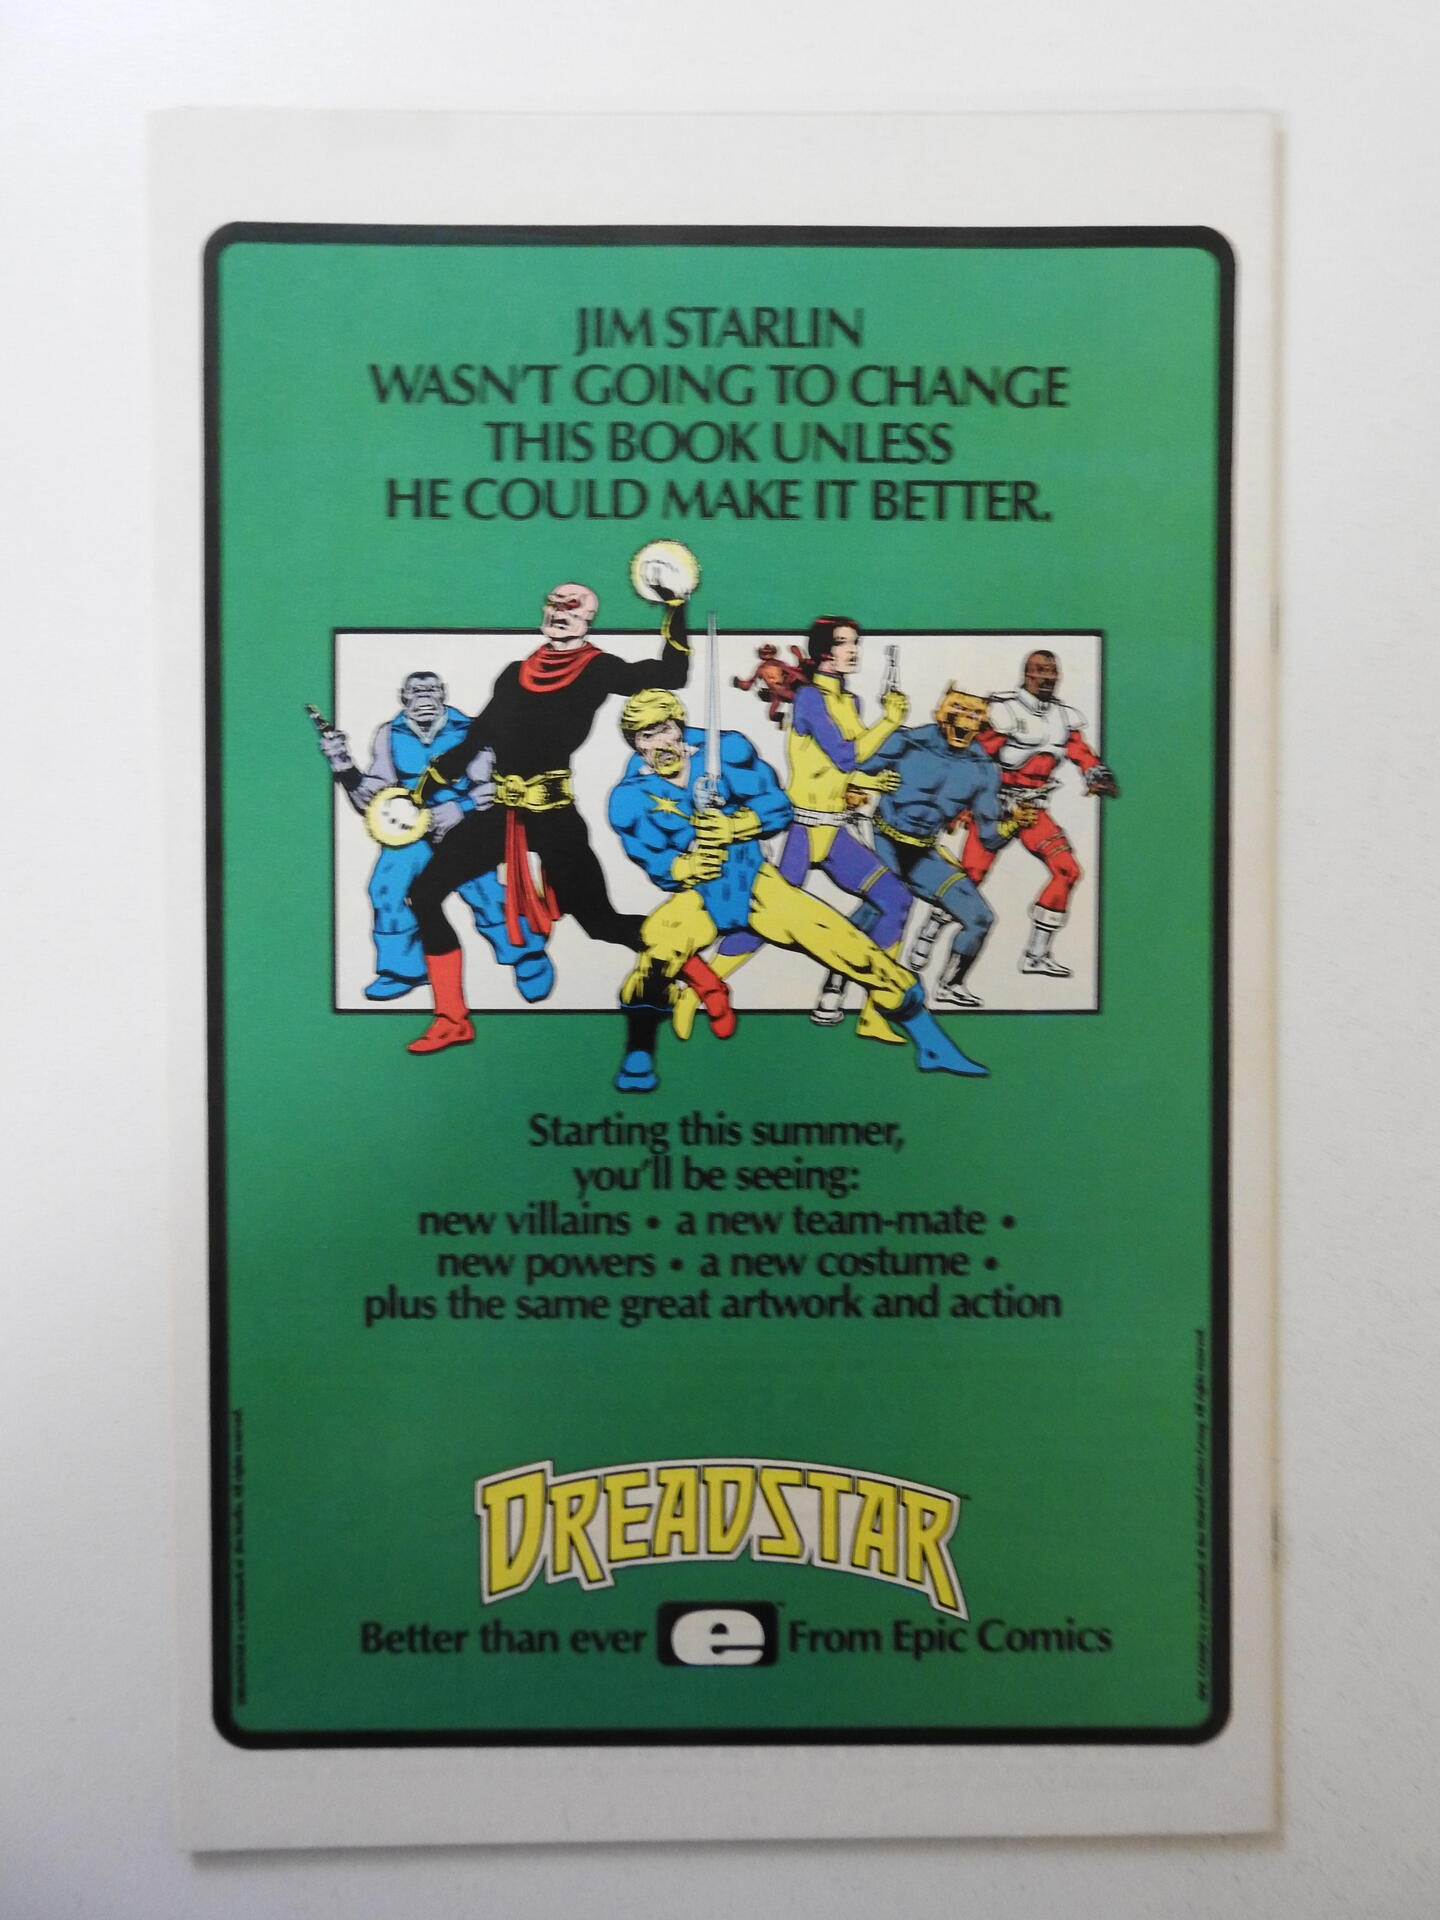 JIM STARLIN
WASN'T GOING TO CHANGE
THIS BOOK UNLESS
HE COULD MAKE IT BETTER.
Starting this summer,
you'll be seeing:
new villains • a new team-mate •
new powers • a new costume •
plus the same great artwork and action
DREADSTAR
Better than ever e From Epic Comics